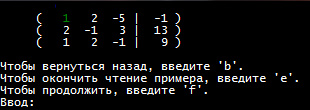 (   1   2  -5 |  -1 )
(   2  -1   3 |  13 )
(   1   2  -1 |   9 )
Чтобы вернуться назад, введите 'b'.
Чтобы окончить чтение примера, введите 'e'.
Чтобы продолжить, введите 'f'.
Ввод: